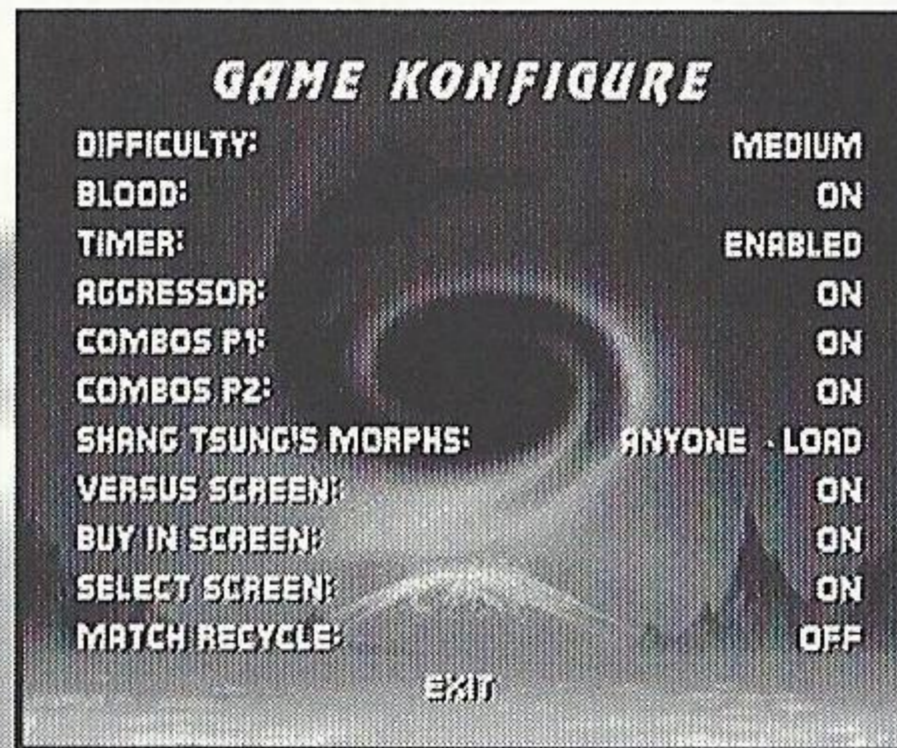 GAME KONFIGURE
DIFFICULTY: MEDIUM
BLOOD: ON
TIMER: ENABLED
AGGRESSOR: ON
COMBOS P1: ON
COMBOS P2: ON
SHANG TSUNG'S MORPHS: ANYONE - LOAD
VERSUS SCREEN: ON
BUY IN SCREEN: ON
SELECT SCREEN: ON
MATCH RECYCLE: OFF
EXIT